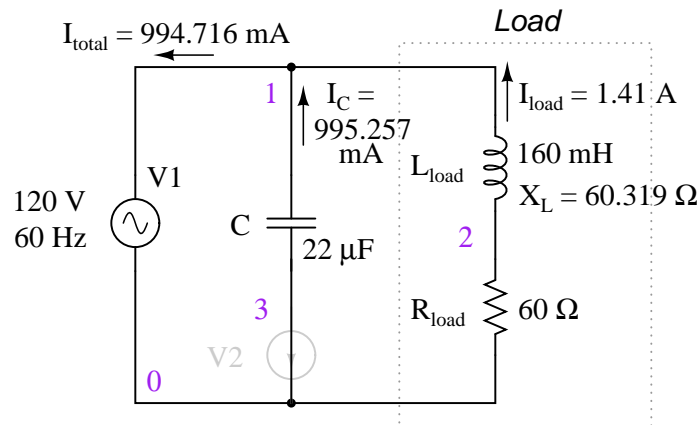 Load
I_total = 994.716 mA
1
I_C =
995.257
mA
I_load = 1.41 A
V1
120 V
60 Hz
C
22 μF
L_load
160 mH
X_L = 60.319 Ω
2
3
V2
R_load
60 Ω
0